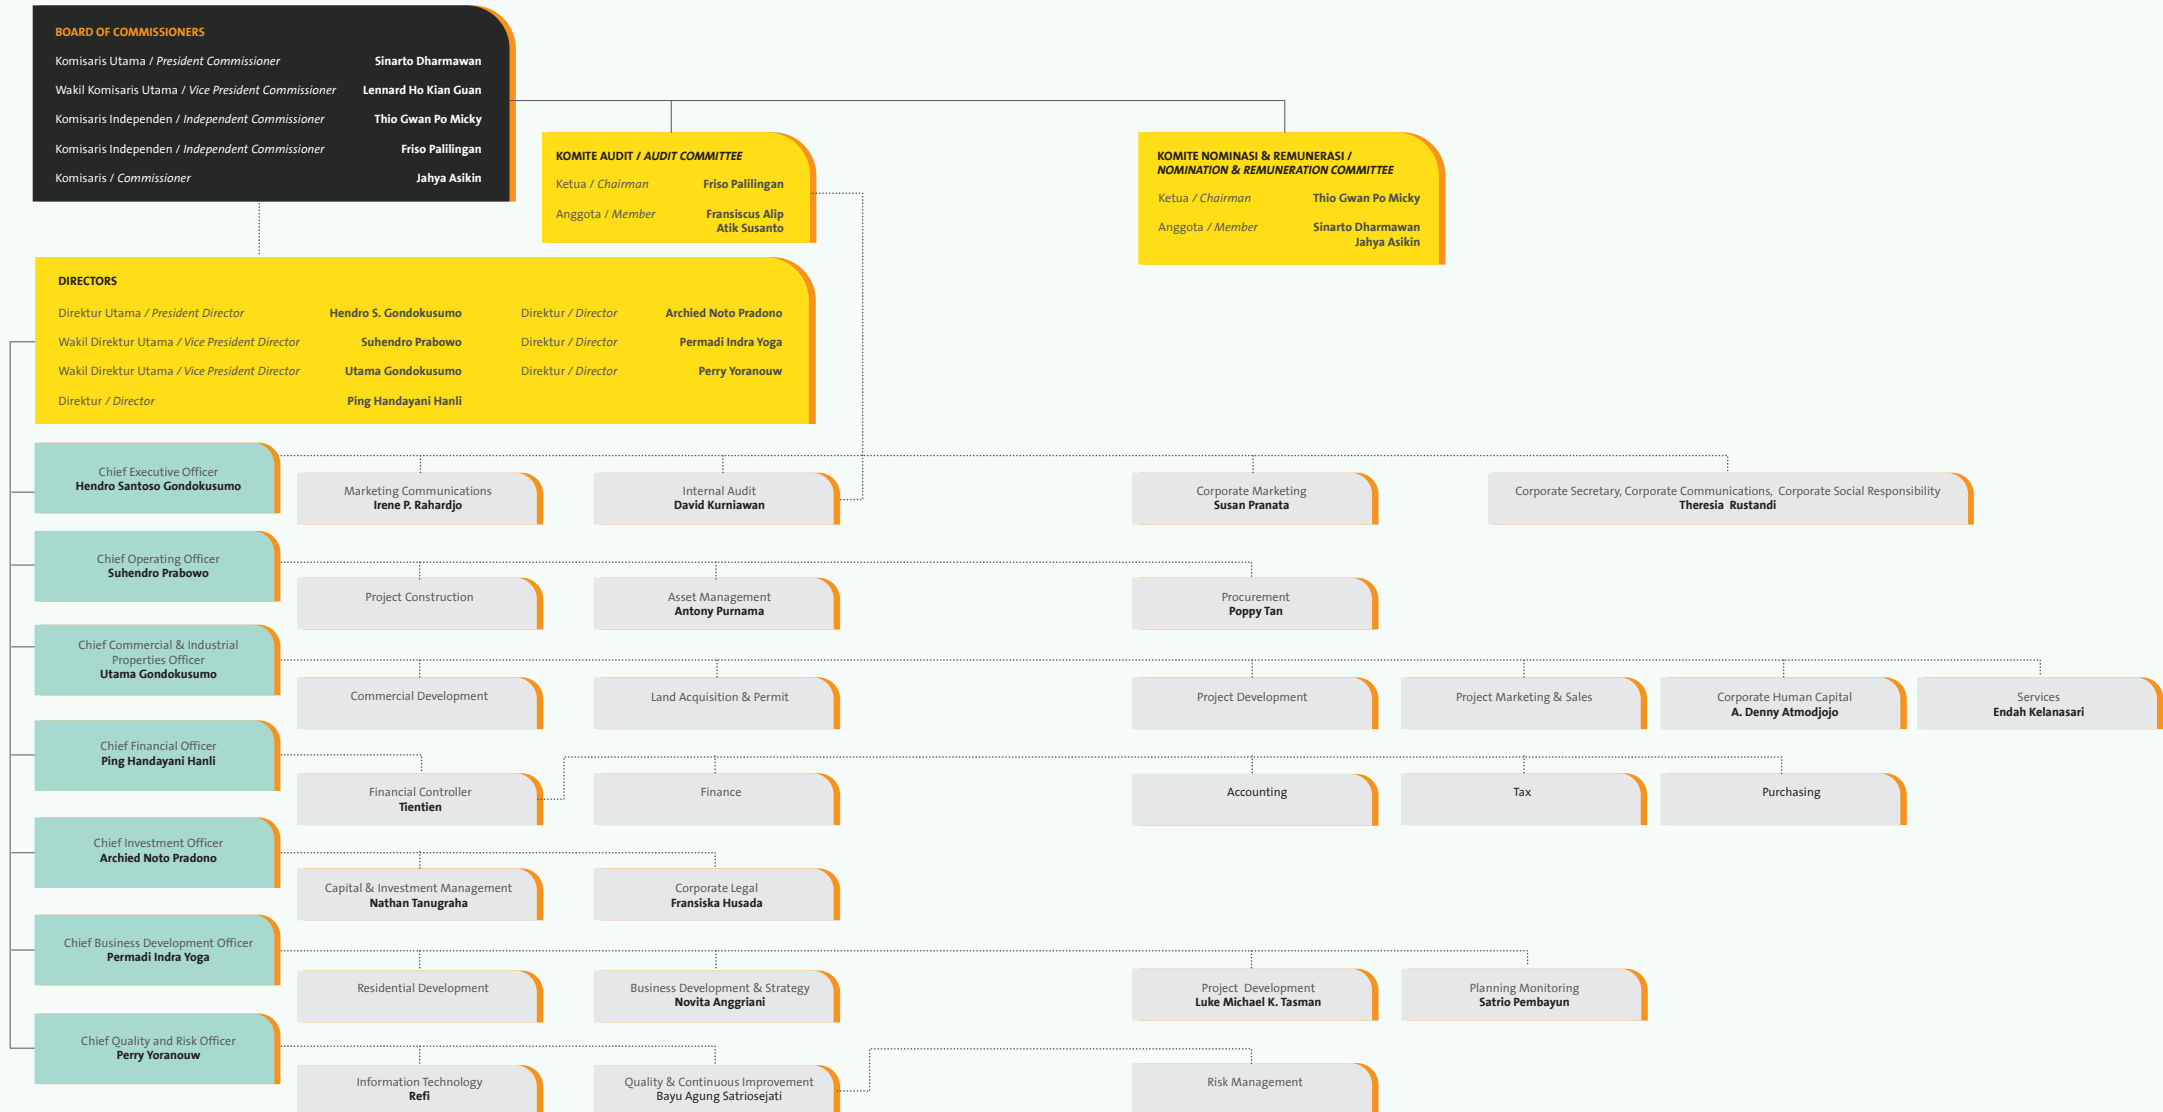 BOARD OF COMMISSIONERS
Komisaris Utama / President Commissioner Sinarto Dharmawan
Wakil Komisaris Utama / Vice President Commissioner Lennard Ho Kian Guan
Komisaris Independen / Independent Commissioner Thio Gwan Po Micky
Komisaris Independen / Independent Commissioner Friso Palilingan
Komisaris / Commissioner Jahya Asikin
KOMITE AUDIT / AUDIT COMMITTEE
Ketua / Chairman Friso Palilingan
Anggota / Member Fransiscus Alip
Atik Susanto
KOMITE NOMINASI & REMUNERASI /
NOMINATION & REMUNERATION COMMITTEE
Ketua / Chairman Thio Gwan Po Micky
Anggota / Member Sinarto Dharmawan
Jahya Asikin
DIRECTORS
Direktur Utama / President Director Hendro S. Gondokusumo Direktur / Director Archied Noto Pradono
Wakil Direktur Utama / Vice President Director Suhendro Prabowo Direktur / Director Permadi Indra Yoga
Wakil Direktur Utama / Vice President Director Utama Gondokusumo Direktur / Director Perry Yoranouw
Direktur / Director Ping Handayani Hanli
Chief Executive Officer
Hendro Santoso Gondokusumo
Marketing Communications
Irene P. Rahardjo
Internal Audit
David Kurniawan
Corporate Marketing
Susan Pranata
Corporate Secretary, Corporate Communications, Corporate Social Responsibility
Theresia Rustandi
Chief Operating Officer
Suhendro Prabowo
Project Construction
Asset Management
Antony Purnama
Procurement
Poppy Tan
Chief Commercial & Industrial
Properties Officer
Utama Gondokusumo
Commercial Development
Land Acquisition & Permit
Project Development
Project Marketing & Sales
Corporate Human Capital
A. Denny Atmodjojo
Services
Endah Kelanasari
Chief Financial Officer
Ping Handayani Hanli
Financial Controller
Tientien
Finance
Accounting
Tax
Purchasing
Chief Investment Officer
Archied Noto Pradono
Capital & Investment Management
Nathan Tanugraha
Corporate Legal
Fransiska Husada
Chief Business Development Officer
Permadi Indra Yoga
Residential Development
Business Development & Strategy
Novita Anggriani
Project Development
Luke Michael K. Tasman
Planning Monitoring
Satrio Pembayun
Chief Quality and Risk Officer
Perry Yoranouw
Information Technology
Refi
Quality & Continuous Improvement
Bayu Agung Satriosejati
Risk Management